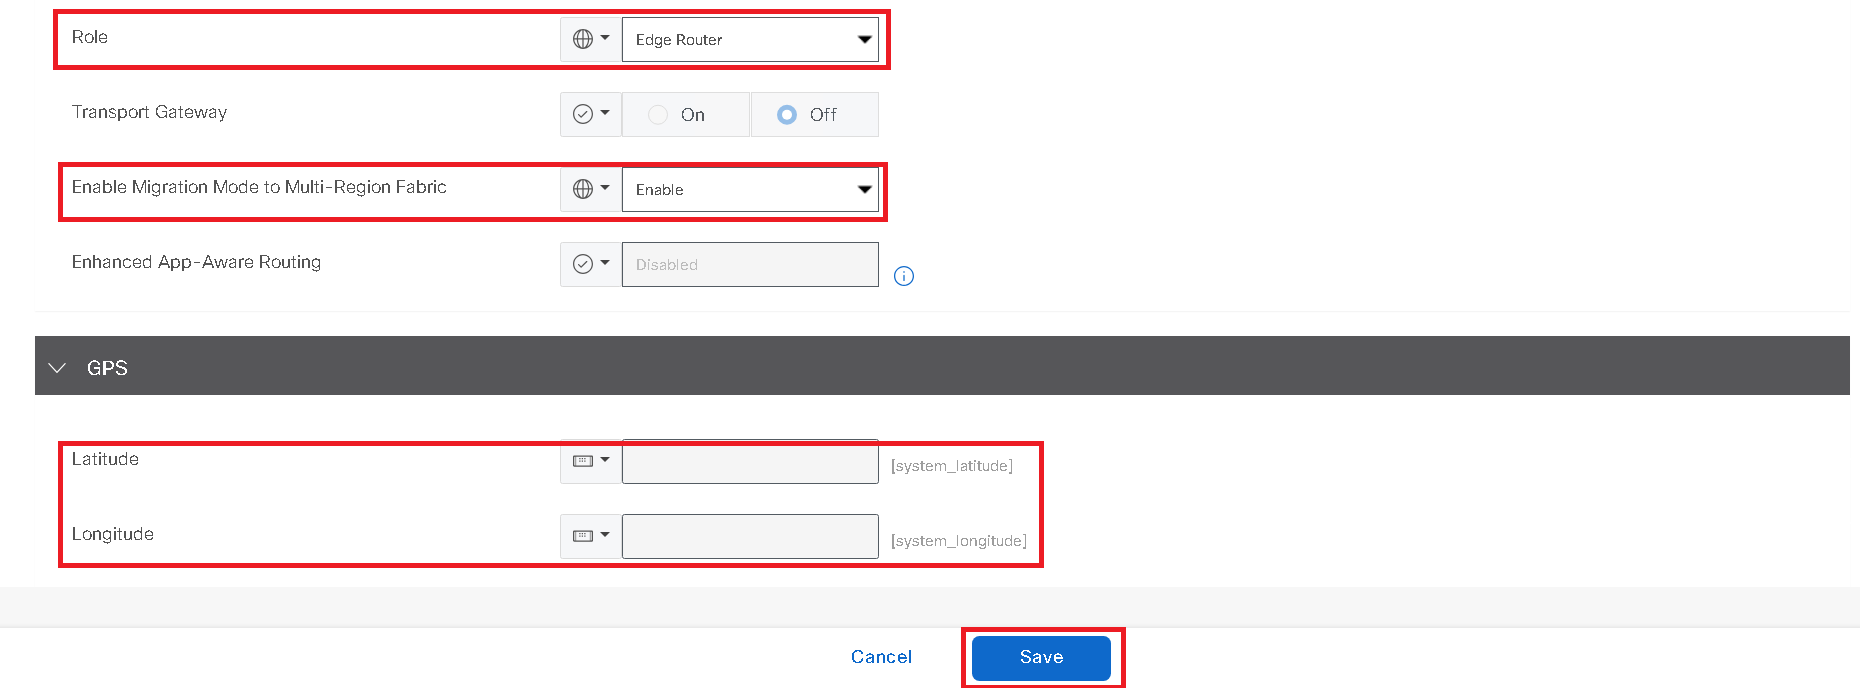 Role Edge Router
Transport Gateway On Off
Enable Migration Mode to Multi-Region Fabric Enable
Enhanced App-Aware Routing Disabled
GPS
Latitude [system_latitude]
Longitude [system_longitude]
Cancel Save